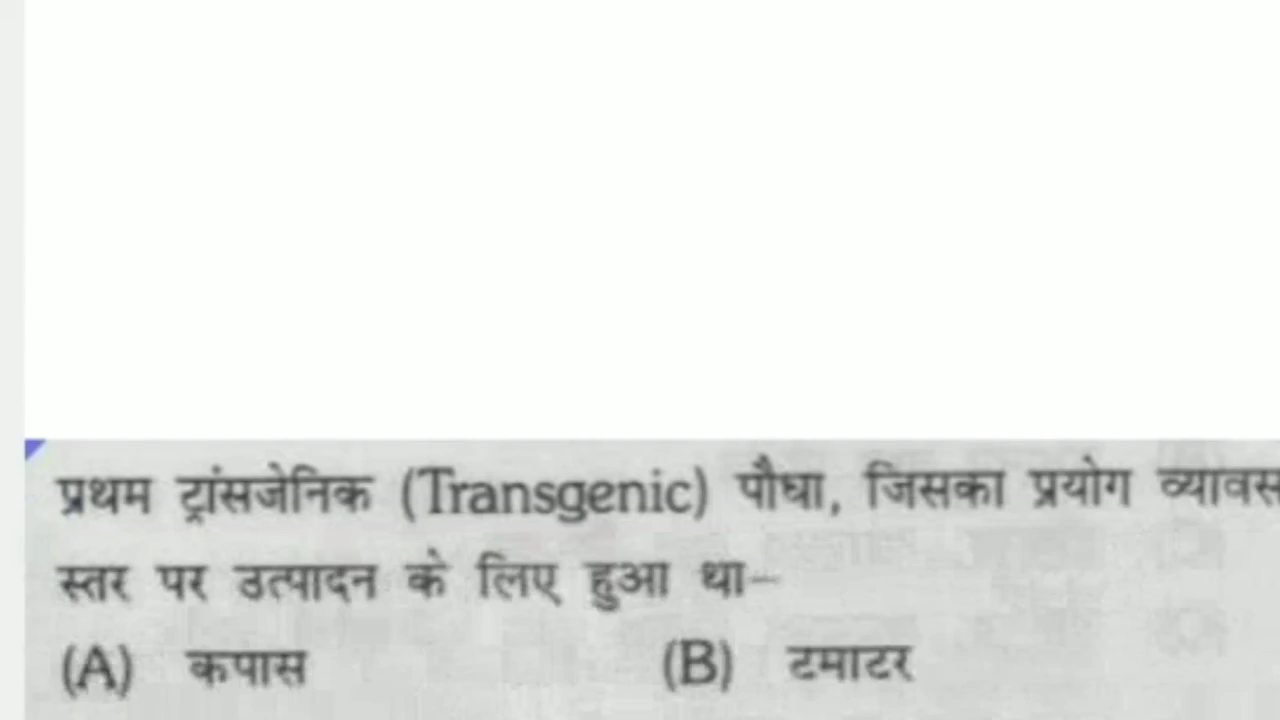 प्रथम ट्रांसजेनिक (Transgenic) पौधा, जिसका प्रयोग
स्तर पर उत्पादन के लिए हुआ था–
(A) कपास (B) टमाटर